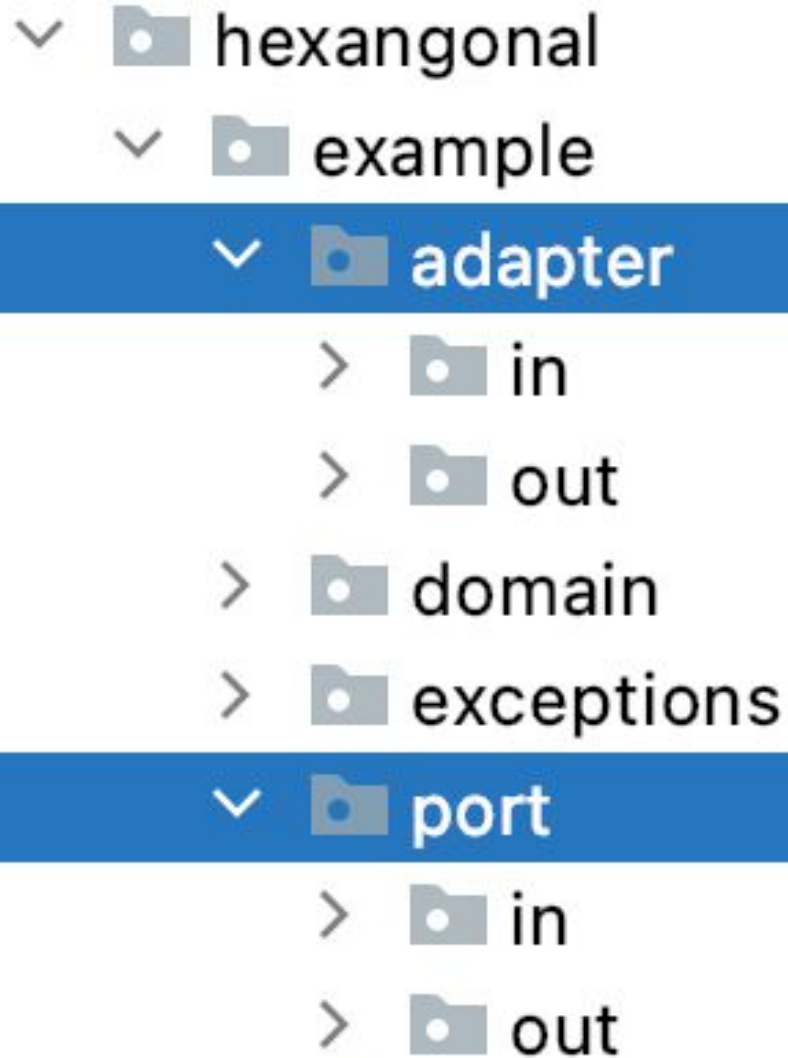 hexangonal
example
adapter
in
out
domain
exceptions
port
in
out